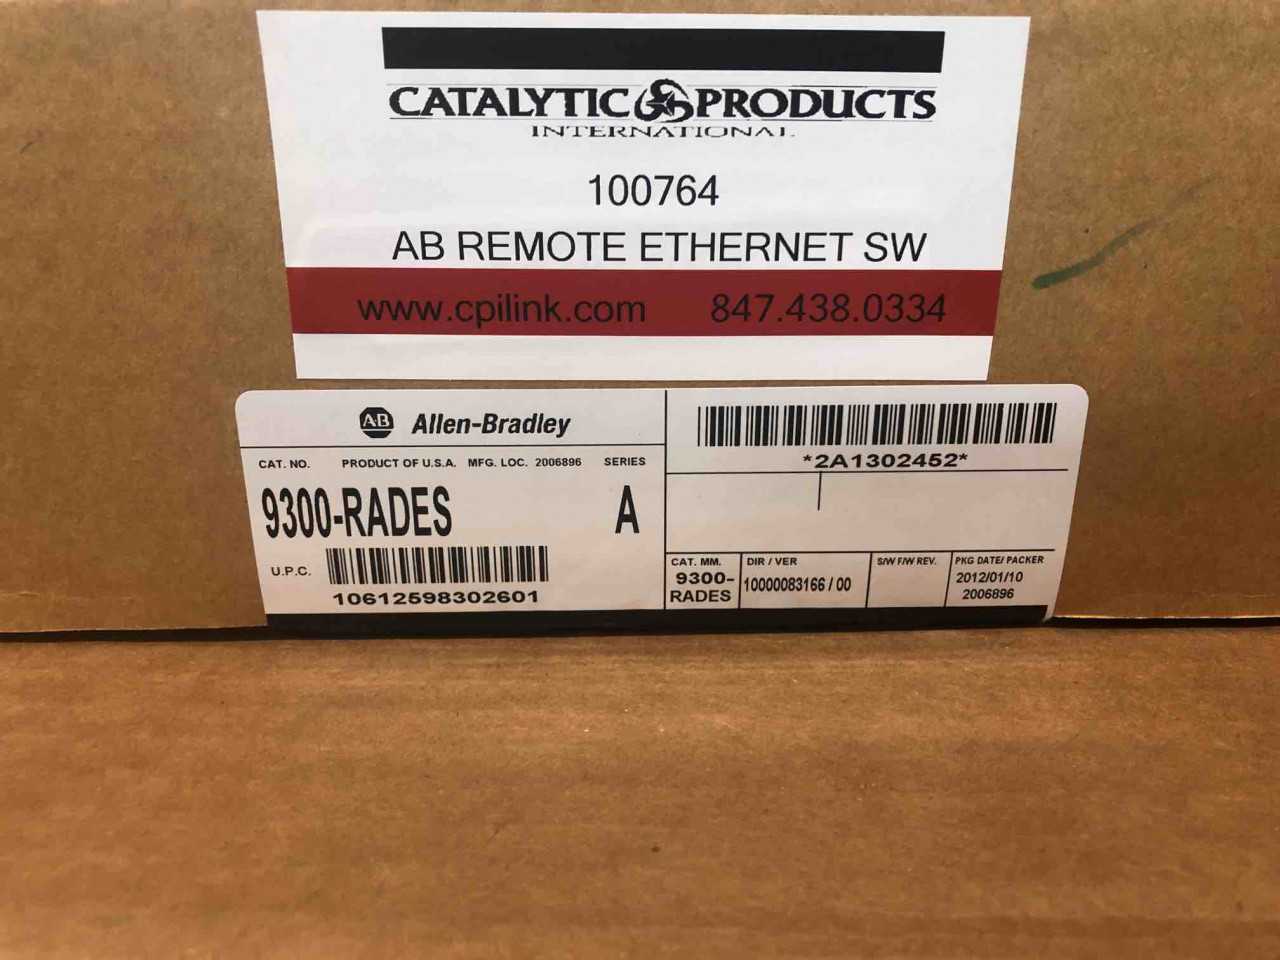 CATALYTIC PRODUCTS
INTERNATIONAL
100764
AB REMOTE ETHERNET SW
www.cpilink.com 847.438.0334
AB Allen-Bradley
CAT. NO. PRODUCT OF U.S.A. MFG. LOC. 2006896 SERIES
9300-RADES A
U.P.C.
10612598302601
*2A1302452*
CAT. MM. DIR / VER S/W F/W REV. PKG DATE/ PACKER
9300-
RADES
10000083166 / 00
2012/01/10
2006896